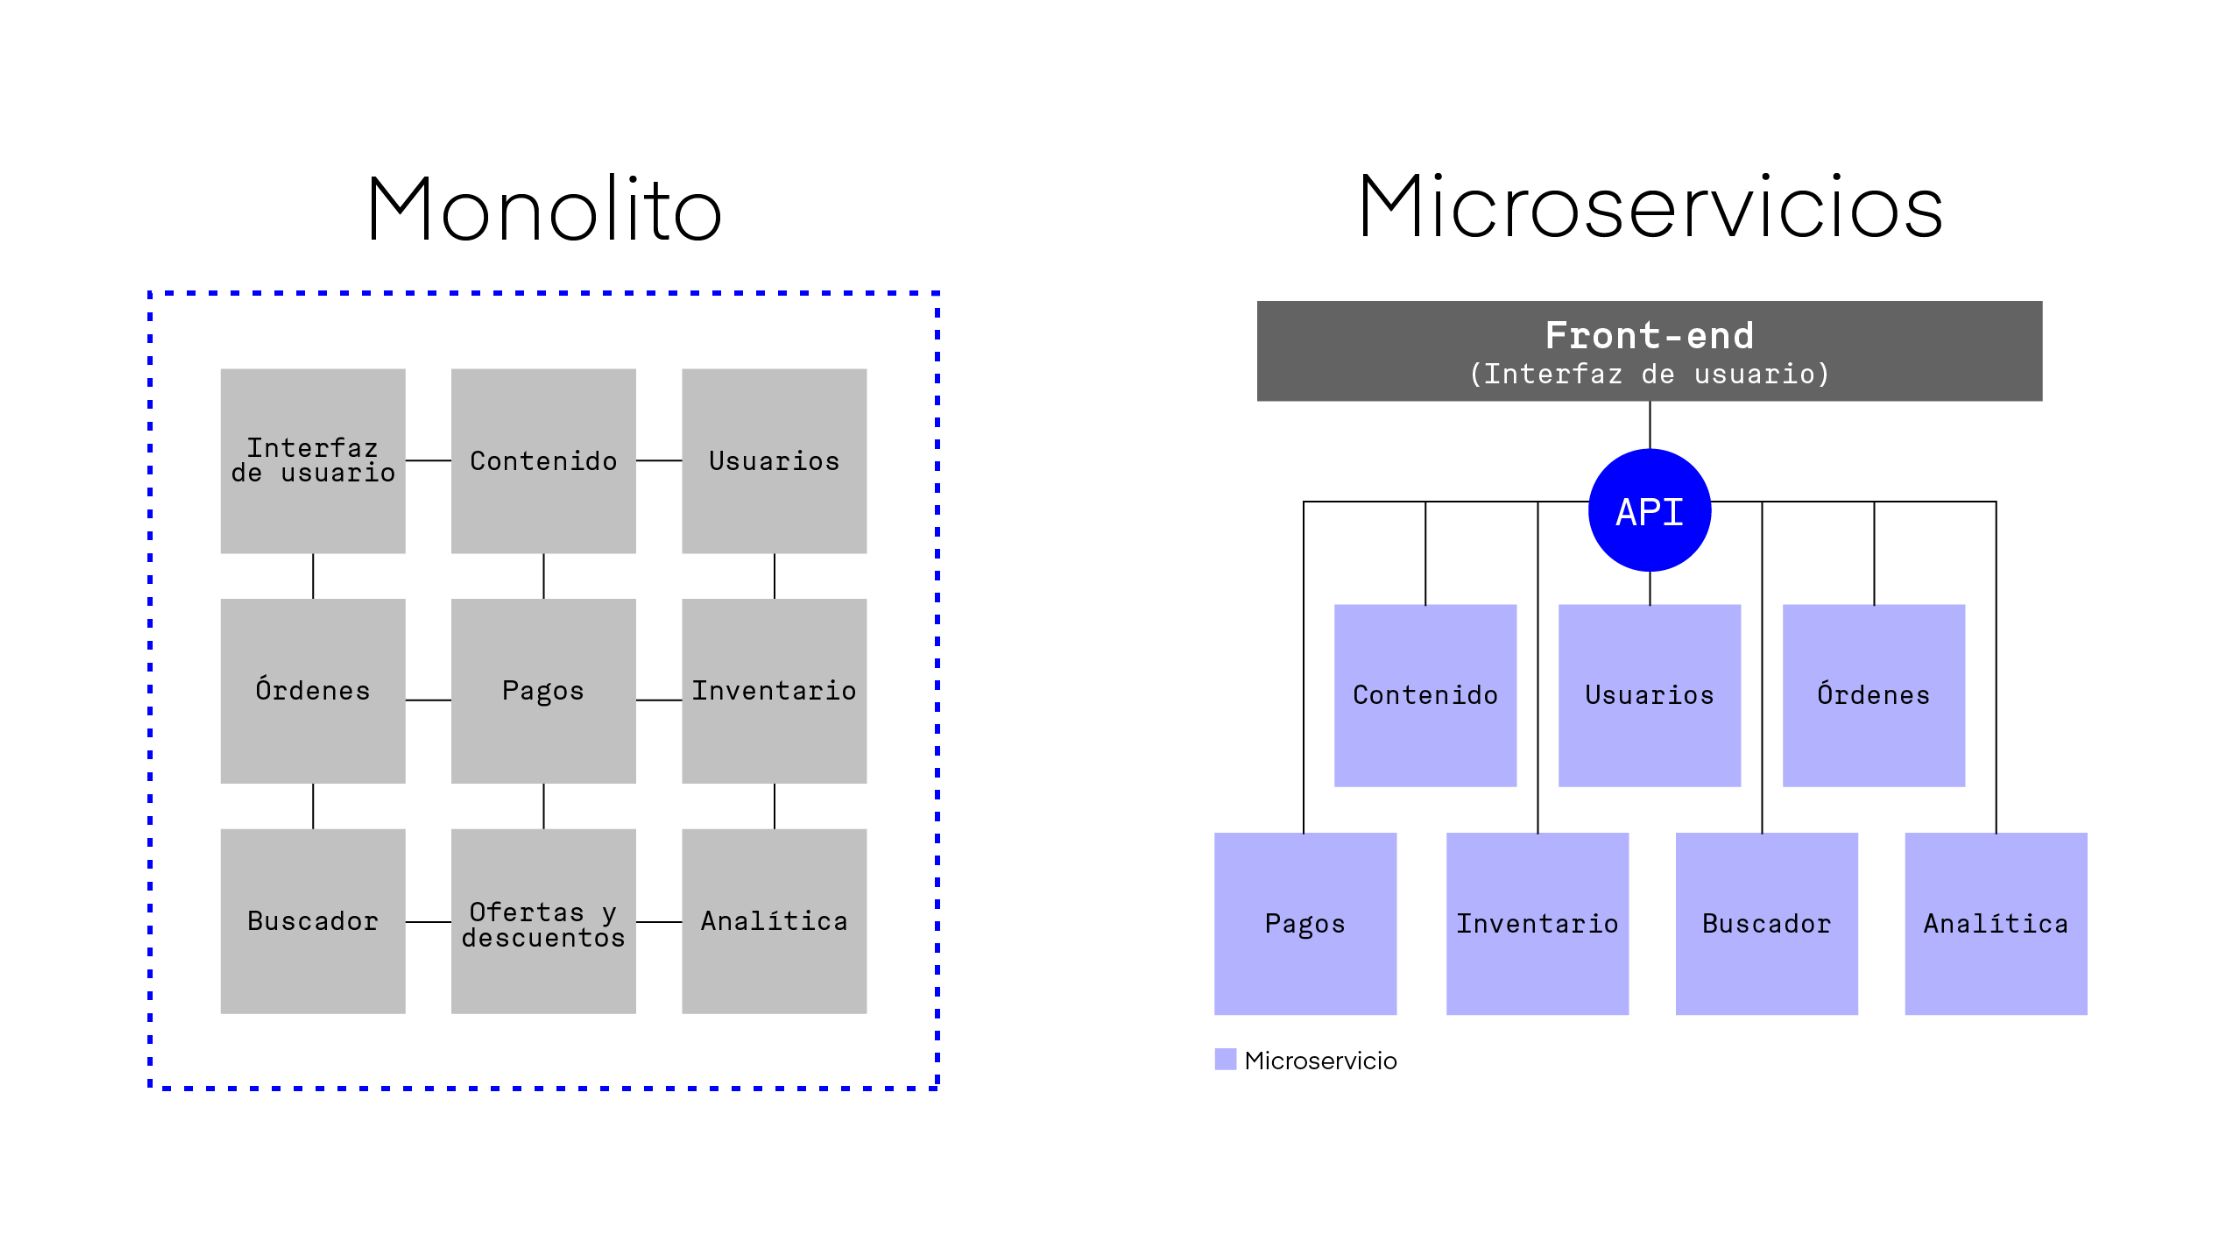 Monolito
Interfaz
de usuario
Contenido
Usuarios
Órdenes
Pagos
Inventario
Buscador
Ofertas y
descuentos
Analítica
Microservicios
Front-end
(Interfaz de usuario)
API
Contenido
Usuarios
Órdenes
Pagos
Inventario
Buscador
Analítica
Microservicio